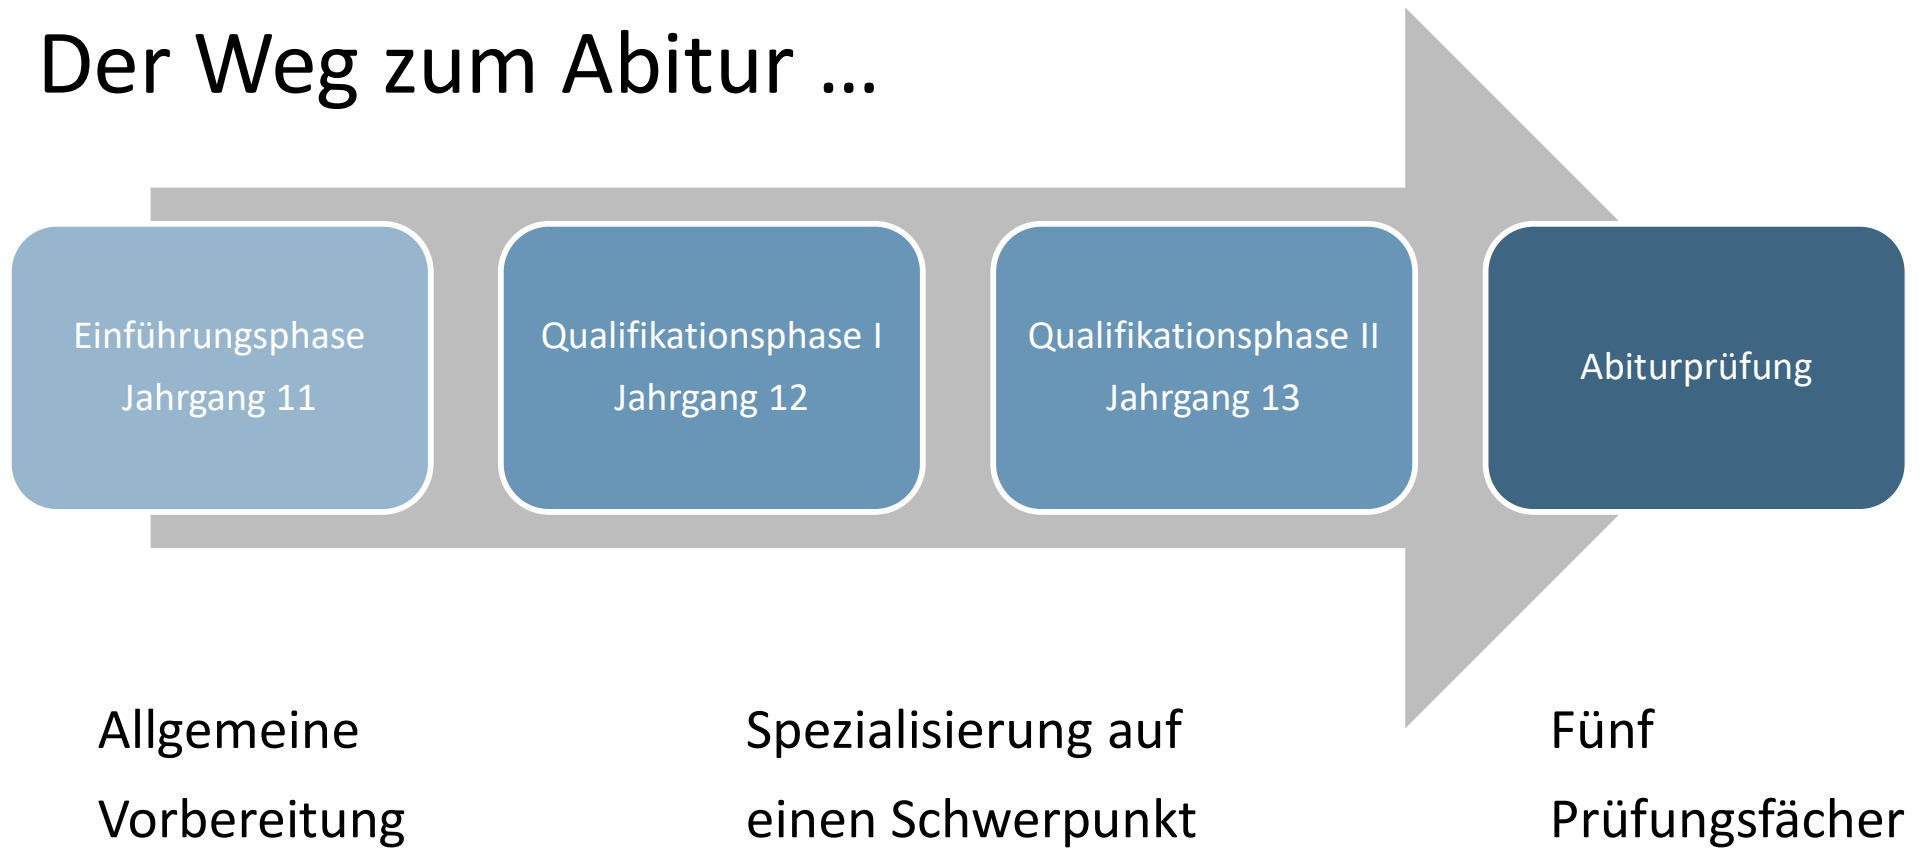 Der Weg zum Abitur ...
Einführungsphase
Jahrgang 11
Qualifikationsphase I
Jahrgang 12
Qualifikationsphase II
Jahrgang 13
Abiturprüfung
Allgemeine
Vorbereitung
Spezialisierung auf
einen Schwerpunkt
Fünf
Prüfungsfächer